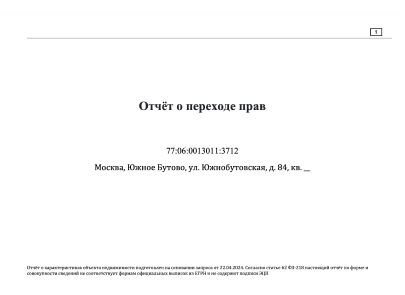 1
Отчёт о переходе прав
77:06:0013011:3712
Москва, Южное Бутово, ул. Южнобутовская, д. 84, кв. __
Отчёт о характеристиках объекта недвижимости подготовлен на основании запроса от 22.04.2024. Согласно статье 62 ФЗ-218 настоящий отчёт по форме и
совокупности сведений не соответствует формам официальных выписок из ЕГРН и не содержит подписи ЭЦП